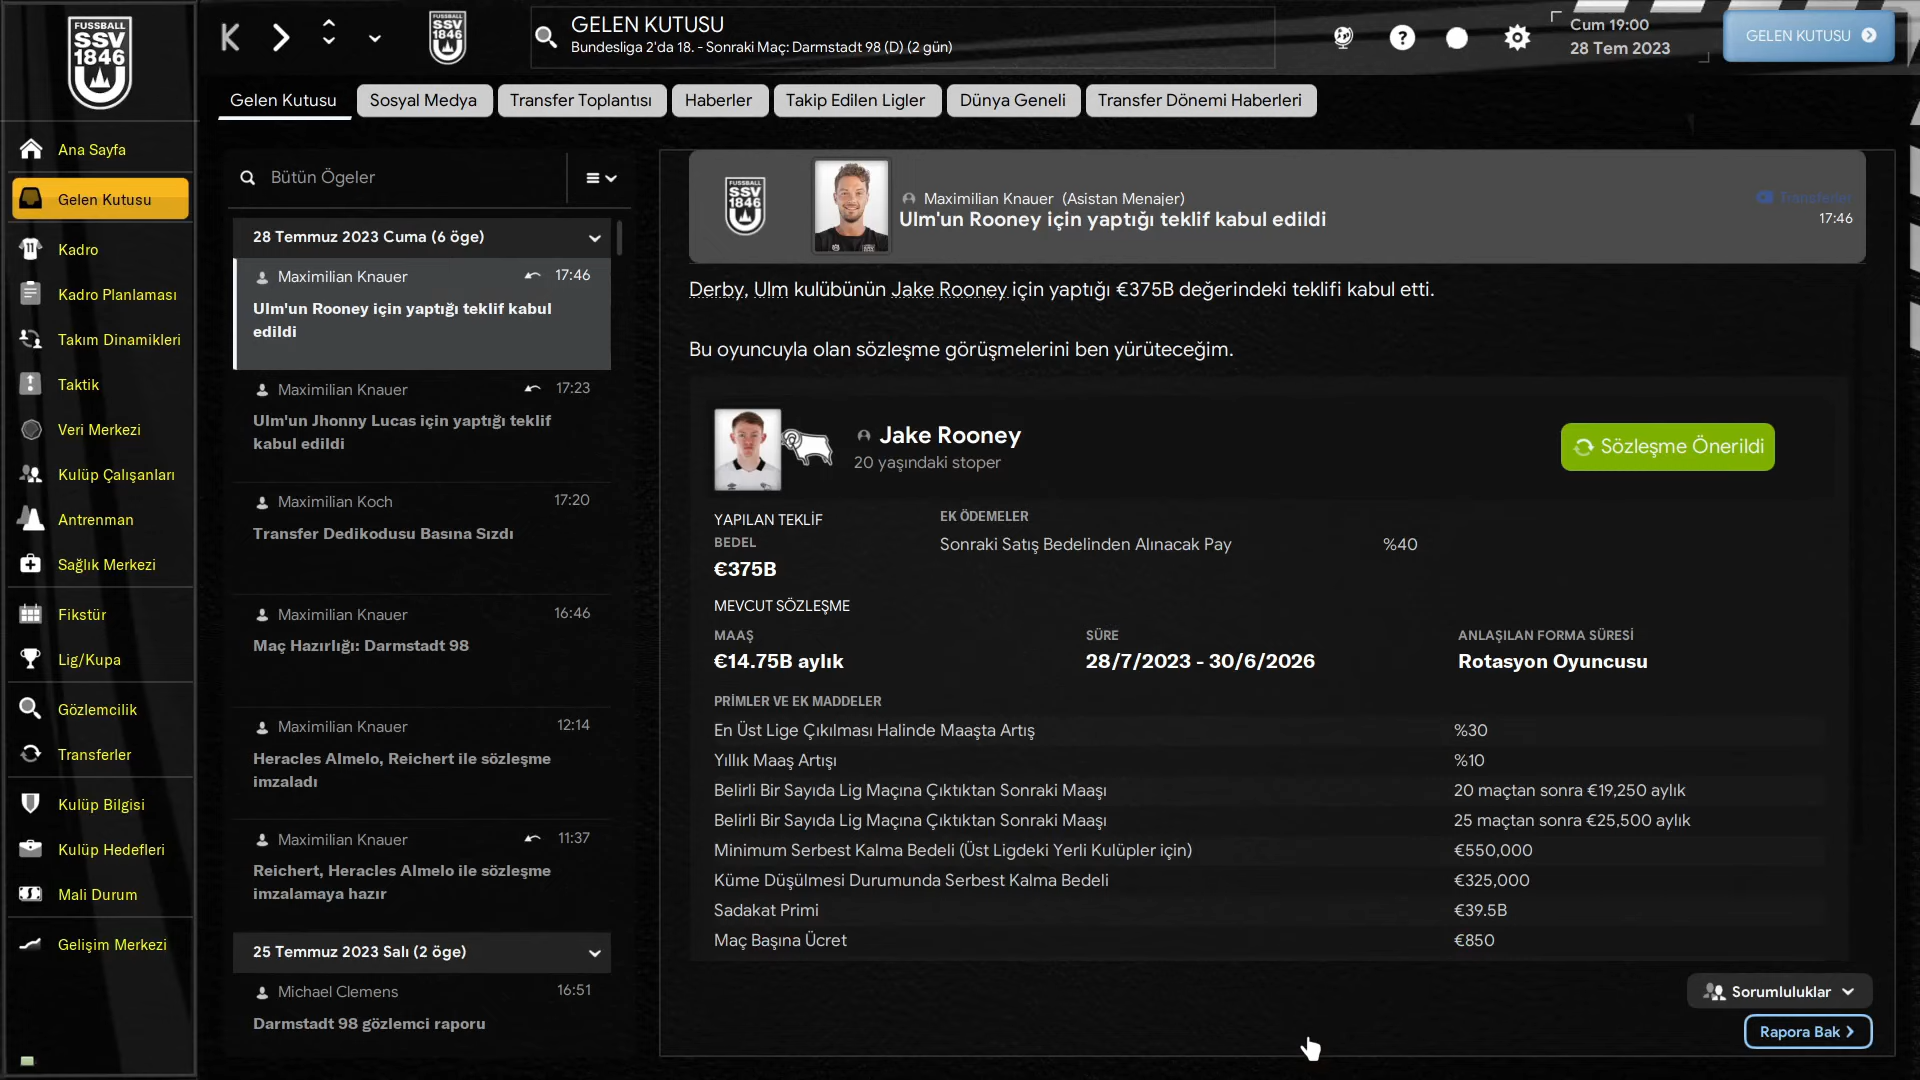 FUSSBALL
SSV
1846
FUSSBALL
SSV
1846
GELEN KUTUSU
Bundesliga 2'da 18. - Sonraki Maç: Darmstadt 98 (D) (2 gün)
Cum 19:00
28 Tem 2023
GELEN KUTUSU
Gelen Kutusu
Sosyal Medya
Transfer Toplantısı
Haberler
Takip Edilen Ligler
Dünya Geneli
Transfer Dönemi Haberleri
Ana Sayfa
Gelen Kutusu
Kadro
Kadro Planlaması
Takım Dinamikleri
Taktik
Veri Merkezi
Kulüp Çalışanları
Antrenman
Sağlık Merkezi
Fikstür
Lig/Kupa
Gözlemcilik
Transferler
Kulüp Bilgisi
Kulüp Hedefleri
Mali Durum
Gelişim Merkezi
Bütün Ögeler
28 Temmuz 2023 Cuma (6 öge)
Maximilian Knauer 17:46
Ulm'un Rooney için yaptığı teklif kabul
edildi
Maximilian Knauer 17:23
Ulm'un Jhonny Lucas için yaptığı teklif
kabul edildi
Maximilian Koch 17:20
Transfer Dedikodusu Basına Sızdı
Maximilian Knauer 16:46
Maç Hazırlığı: Darmstadt 98
Maximilian Knauer 12:14
Heracles Almelo, Reichert ile sözleşme
imzaladı
Maximilian Knauer 11:37
Reichert, Heracles Almelo ile sözleşme
imzalamaya hazır
25 Temmuz 2023 Salı (2 öge)
Michael Clemens 16:51
Darmstadt 98 gözlemci raporu
FUSSBALL
SSV
1846
Maximilian Knauer (Asistan Menajer)
Ulm'un Rooney için yaptığı teklif kabul edildi
Transferler
17:46
Derby, Ulm kulübünün Jake Rooney için yaptığı €375B değerindeki teklifi kabul etti.
Bu oyuncuyla olan sözleşme görüşmelerini ben yürüteceğim.
Jake Rooney
20 yaşındaki stoper
Sözleşme Önerildi
YAPILAN TEKLİF
BEDEL
€375B
EK ÖDEMELER
Sonraki Satış Bedelinden Alınacak Pay %40
MEVCUT SÖZLEŞME
MAAŞ
€14.75B aylık
SÜRE
28/7/2023 - 30/6/2026
ANLAŞILAN FORMA SÜRESİ
Rotasyon Oyuncusu
PRİMLER VE EK MADDELER
En Üst Lige Çıkılması Halinde Maaşta Artış %30
Yıllık Maaş Artışı %10
Belirli Bir Sayıda Lig Maçına Çıktıktan Sonraki Maaşı 20 maçtan sonra €19,250 aylık
Belirli Bir Sayıda Lig Maçına Çıktıktan Sonraki Maaşı 25 maçtan sonra €25,500 aylık
Minimum Serbest Kalma Bedeli (Üst Ligdeki Yerli Kulüpler için) €550,000
Küme Düşülmesi Durumunda Serbest Kalma Bedeli €325,000
Sadakat Primi €39.5B
Maç Başına Ücret €850
Sorumluluklar
Rapora Bak